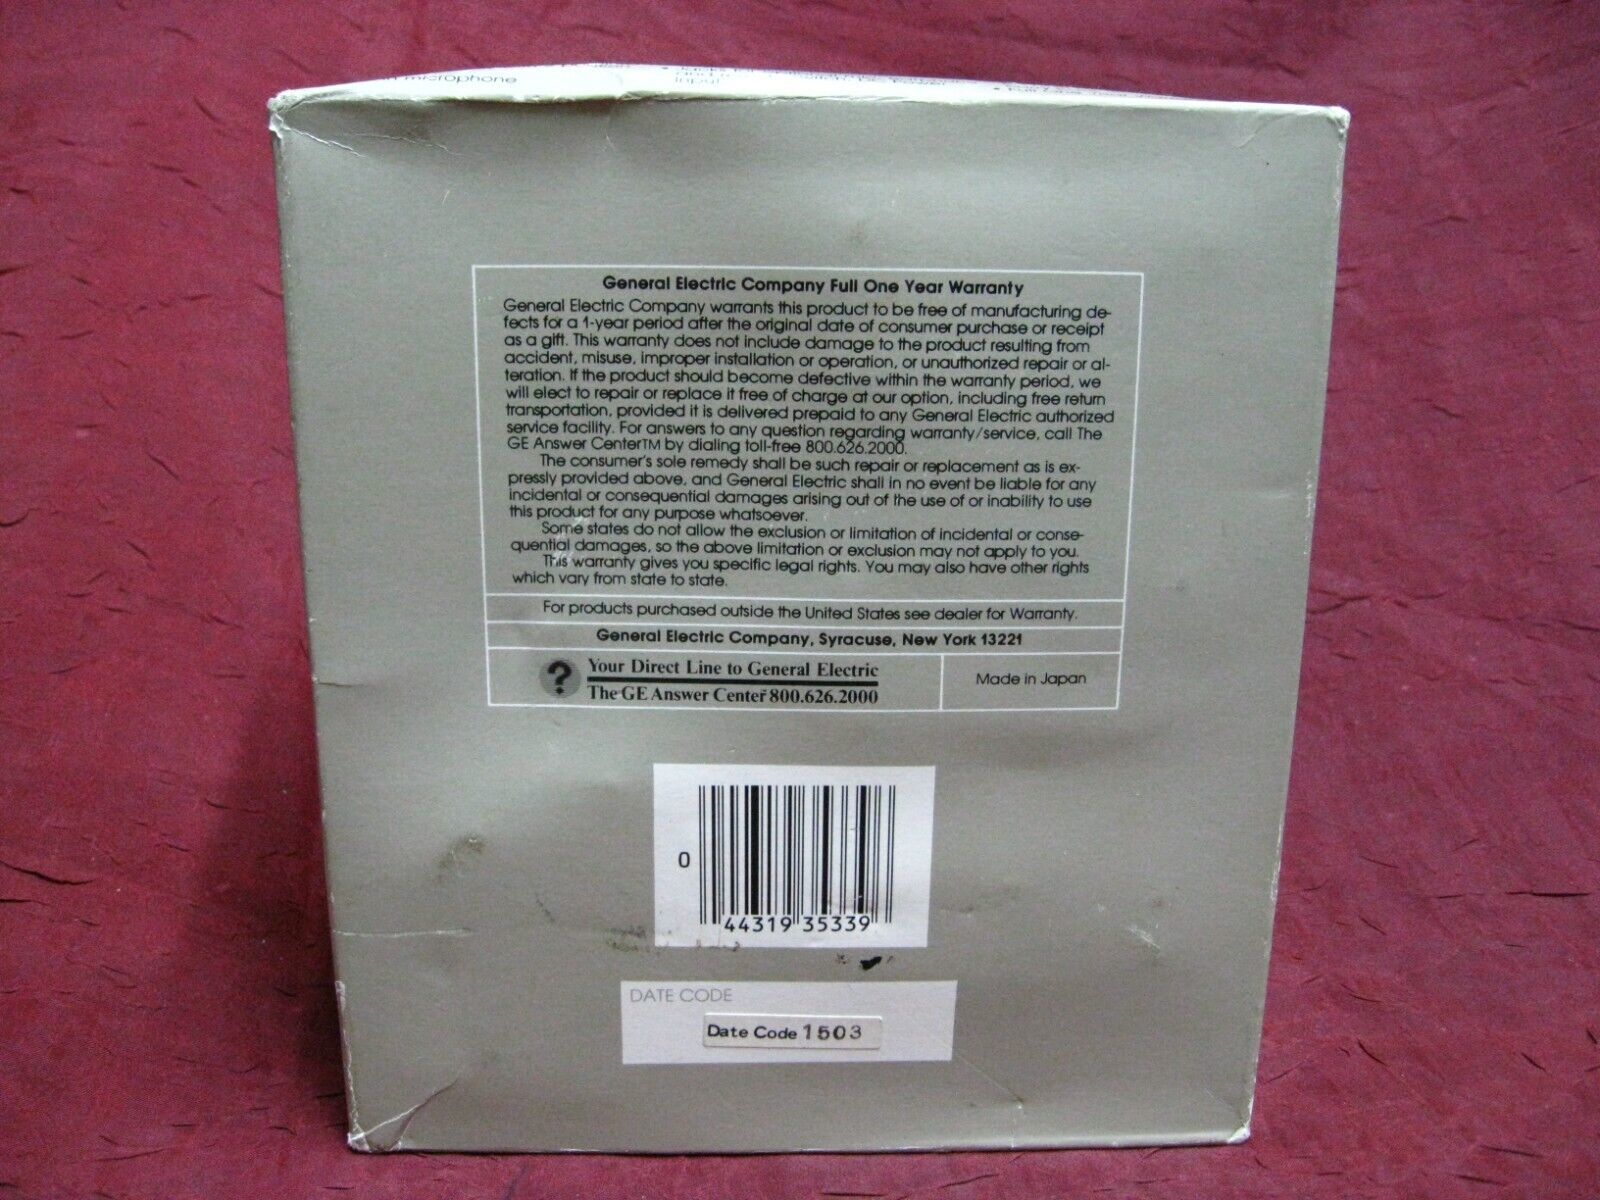 microphone
and
input
General Electric Company Full One Year Warranty
General Electric Company warrants this product to be free of manufacturing de-
fects for a 1-year period after the original date of consumer purchase or receipt
as a gift. This warranty does not include damage to the product resulting from
accident, misuse, improper installation or operation, or unauthorized repair or al-
teration. If the product should become defective within the warranty period, we
will elect to repair or replace it free of charge at our option, including free return
transportation, provided it is delivered prepaid to any General Electric authorized
service facility. For answers to any question regarding warranty/service, call The
GE Answer Center™ by dialing toll-free 800.626.2000.
The consumer's sole remedy shall be such repair or replacement as is ex-
pressly provided above, and General Electric shall in no event be liable for any
incidental or consequential damages arising out of the use of or inability to use
this product for any purpose whatsoever.
Some states do not allow the exclusion or limitation of incidental or conse-
quential damages, so the above limitation or exclusion may not apply to you.
This warranty gives you specific legal rights. You may also have other rights
which vary from state to state.
For products purchased outside the United States see dealer for Warranty.
General Electric Company, Syracuse, New York 13221
? Your Direct Line to General Electric
The GE Answer Center 800.626.2000
Made in Japan
0 44319 35339
DATE CODE
Date Code 1503